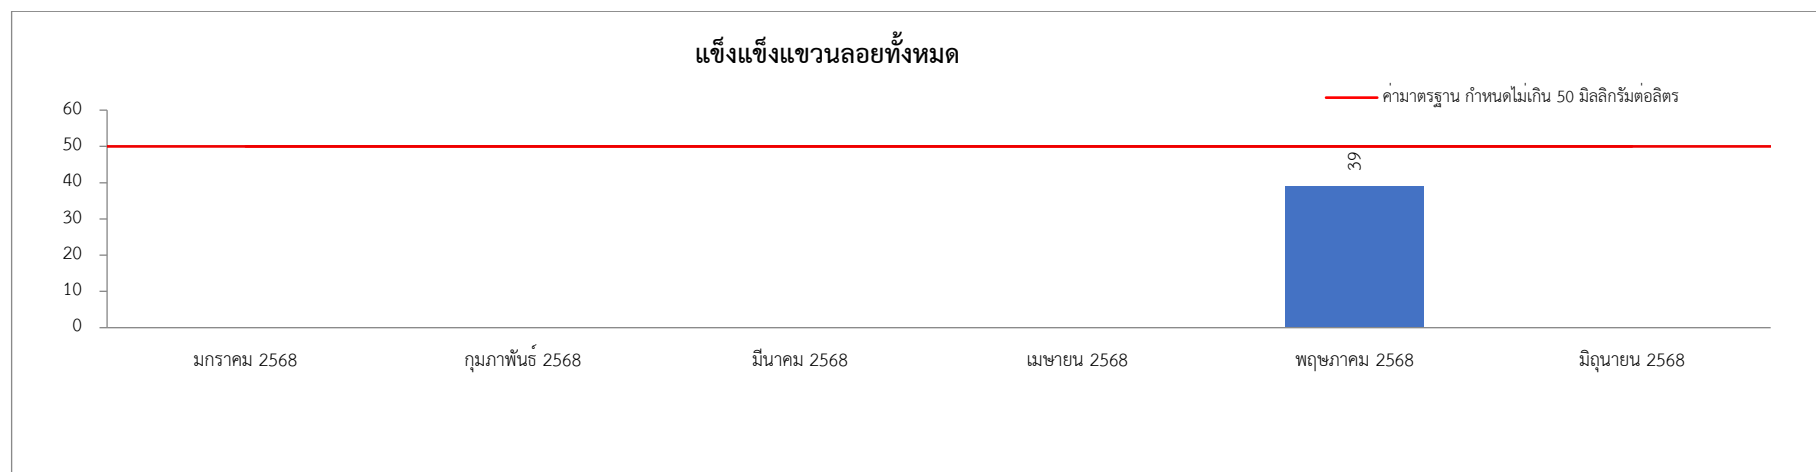 แข็งแข็งแขวนลอยทั้งหมด
ค่ามาตรฐาน กำหนดไม่เกิน 50 มิลลิกรัมต่อลิตร
60
50
40
30
20
10
0
39
มกราคม 2568 กุมภาพันธ์ 2568 มีนาคม 2568 เมษายน 2568 พฤษภาคม 2568 มิถุนายน 2568